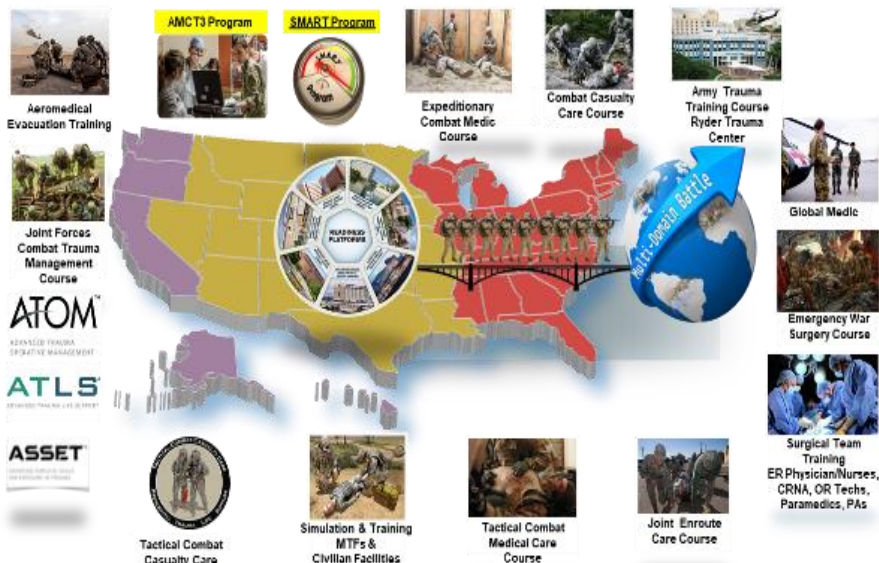 AMCT3 Program
SMART Program
Aeromedical
Evacuation Training
Expeditionary
Combat Medic
Course
Combat Casualty
Care Course
Army Trauma
Training Course
Ryder Trauma
Center
Joint Forces
Combat Trauma
Management
Course
READINESS
PLATFORMS
Multi-Domain Battle
Global Medic
ATOM™
ADVANCED TRAUMA
OPERATIVE MANAGEMENT
Emergency War
Surgery Course
ATLS®
ADVANCED TRAUMA LIFE SUPPORT
ASSET
Surgical Team
Training
ER Physician/Nurses,
CRNA, OR Techs,
Paramedics, PAs
Tactical Combat
Casualty Care
Simulation & Training
MTFs &
Civilian Facilities
Tactical Combat
Medical Care
Course
Joint Enroute
Care Course